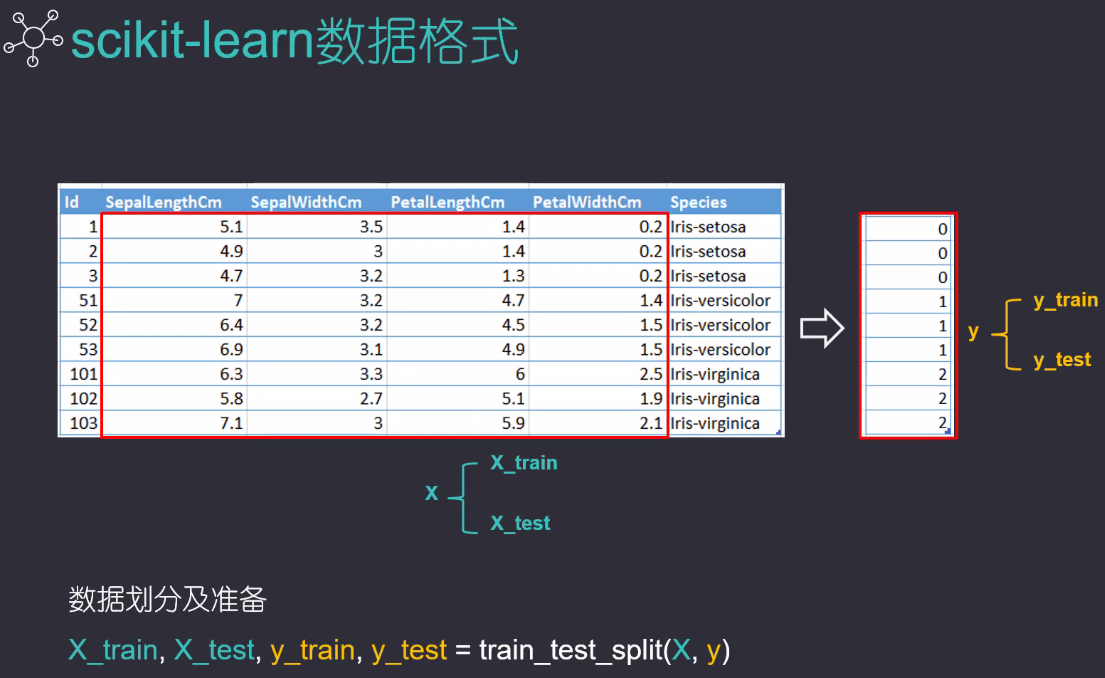 scikit-learn数据格式
Id SepalLengthCm SepalWidthCm PetalLengthCm PetalWidthCm Species
1 5.1 3.5 1.4 0.2 Iris-setosa 0
2 4.9 3 1.4 0.2 Iris-setosa 0
3 4.7 3.2 1.3 0.2 Iris-setosa 0
51 7 3.2 4.7 1.4 Iris-versicolor 1
52 6.4 3.2 4.5 1.5 Iris-versicolor 1
53 6.9 3.1 4.9 1.5 Iris-versicolor 1
101 6.3 3.3 6 2.5 Iris-virginica 2
102 5.8 2.7 5.1 1.9 Iris-virginica 2
103 7.1 3 5.9 2.1 Iris-virginica 2
y
y_train
y_test
X
X_train
X_test
数据划分及准备
X_train, X_test, y_train, y_test = train_test_split(X, y)